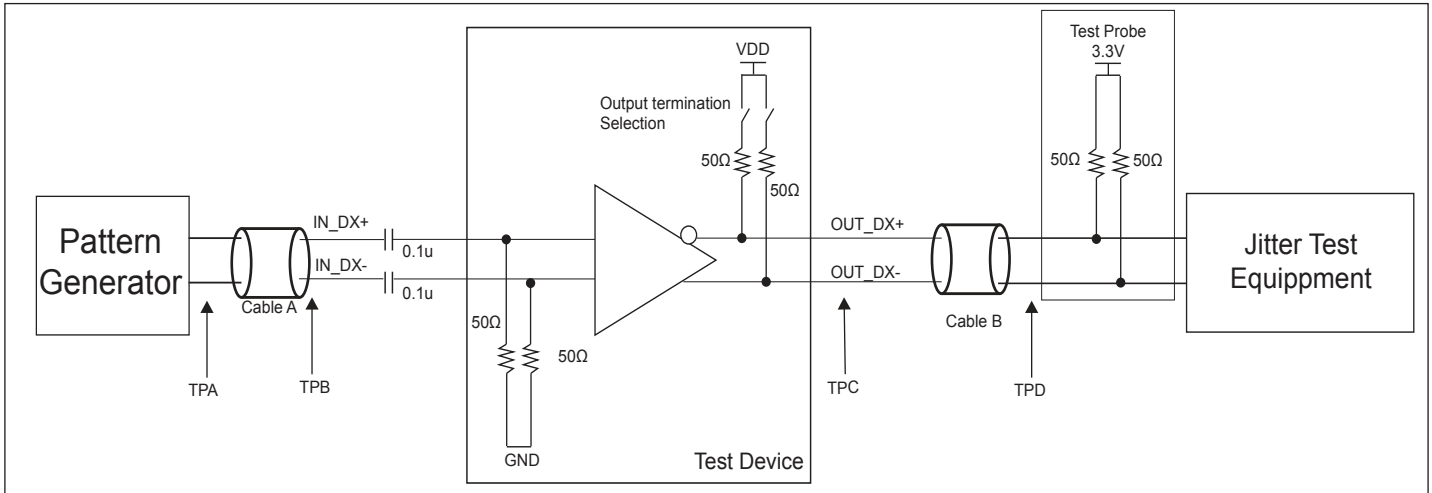 Pattern
Generator
TPA
Cable A
TPB
IN_DX+
0.1u
IN_DX-
0.1u
50Ω
50Ω
GND
VDD
Output termination
Selection
50Ω
50Ω
Test Device
OUT_DX+
OUT_DX-
TPC
Cable B
TPD
Test Probe
3.3V
50Ω
50Ω
Jitter Test
Equippment